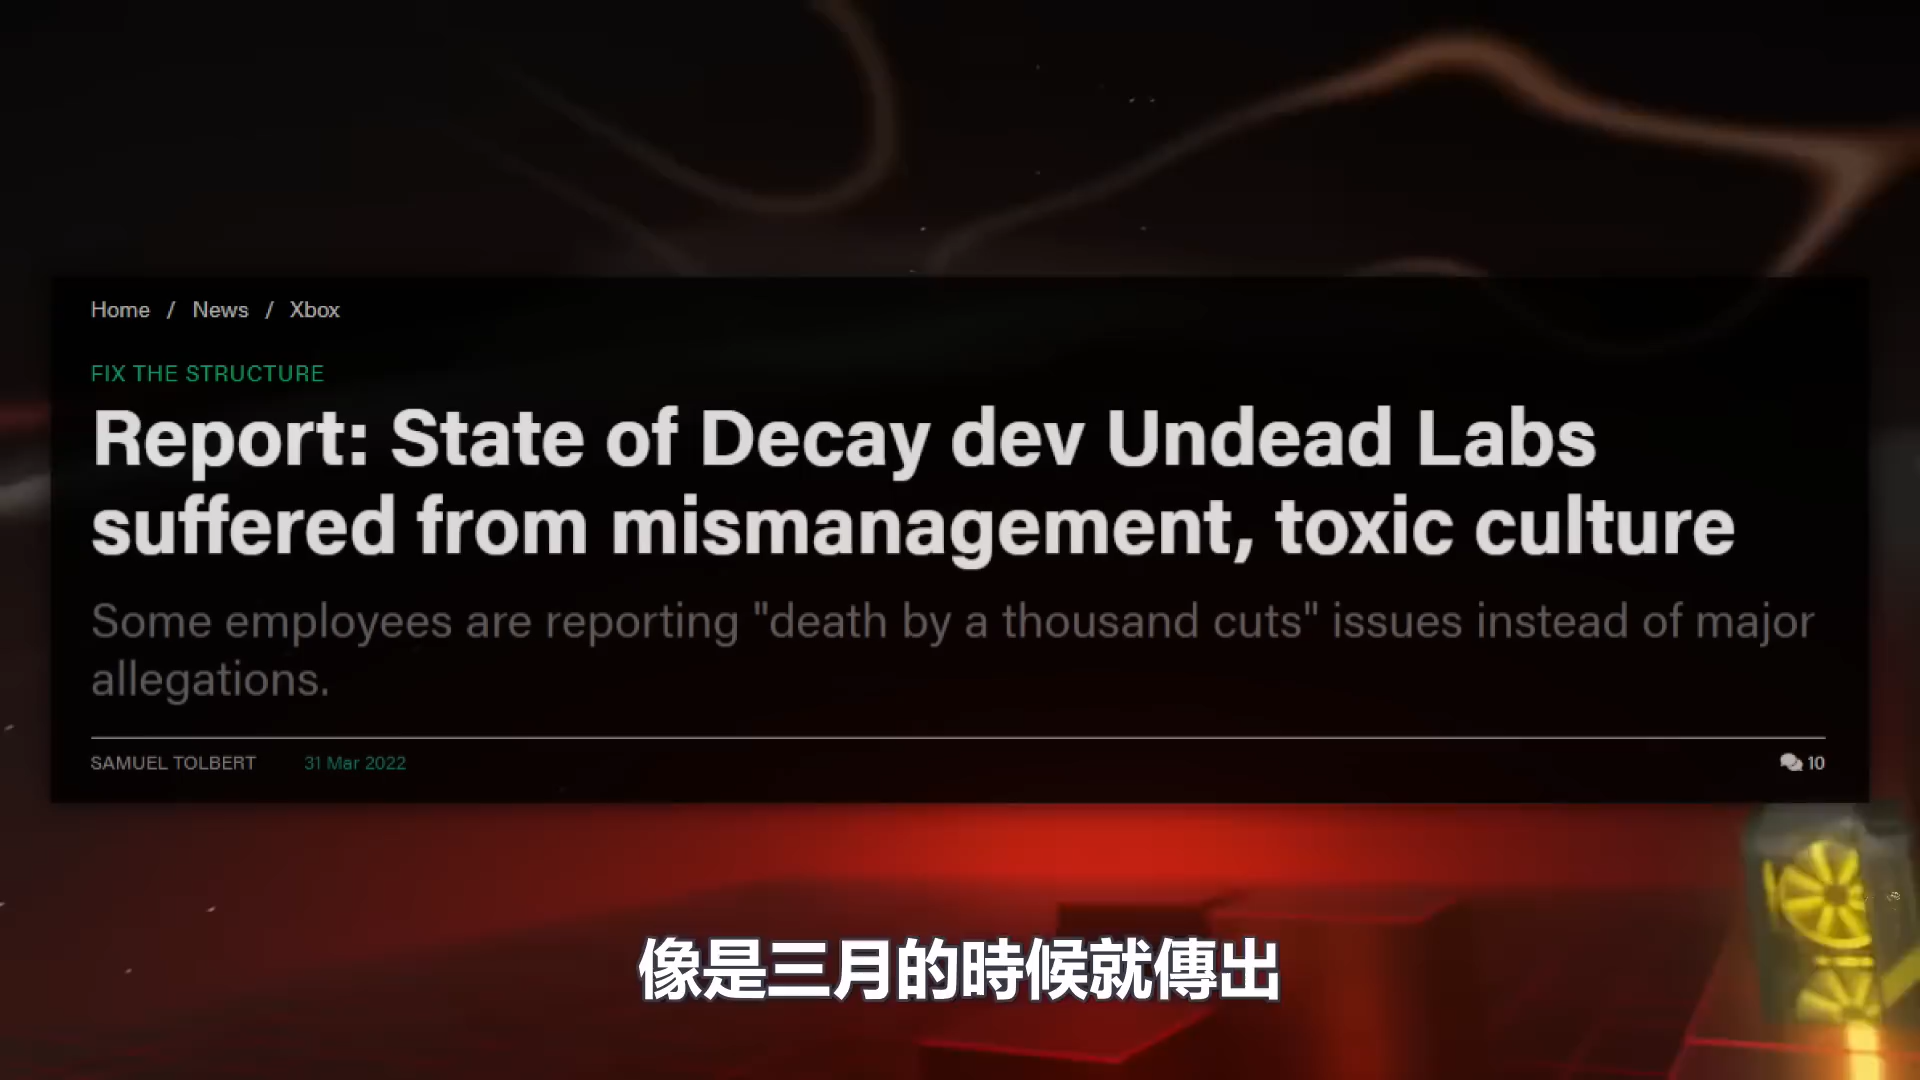 Home / News / Xbox
FIX THE STRUCTURE
Report: State of Decay dev Undead Labs
suffered from mismanagement, toxic culture
Some employees are reporting "death by a thousand cuts" issues instead of major
allegations.
SAMUEL TOLBERT 31 Mar 2022 10
像是三月的時候就傳出